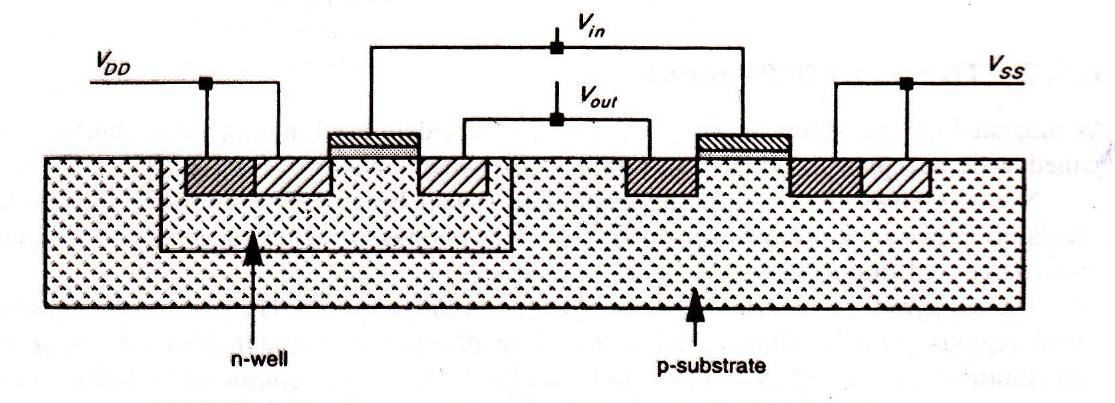 V_in
V_DD
V_SS
V_out
n-well
p-substrate